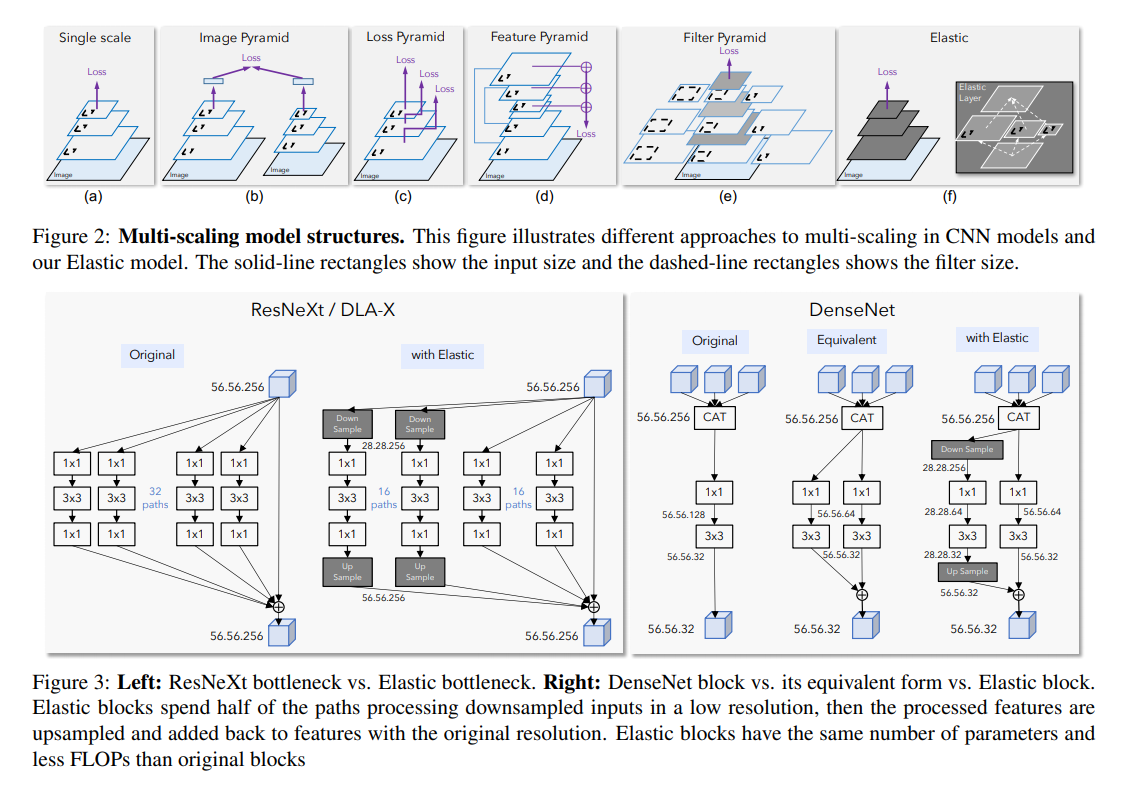 Single scale
Loss
Image
(a)
Image Pyramid
Loss
Image
Image
(b)
Loss Pyramid
Loss
Loss
Loss
Image
(c)
Feature Pyramid
Loss
Image
(d)
Filter Pyramid
Loss
Image
(e)
Elastic
Loss
Image
Elastic
Layer
(f)
Figure 2: Multi-scaling model structures. This figure illustrates different approaches to multi-scaling in CNN models and
our Elastic model. The solid-line rectangles show the input size and the dashed-line rectangles shows the filter size.
ResNeXt / DLA-X
Original
56.56.256
1x1 1x1 1x1 1x1
3x3 3x3 32 paths 3x3 3x3
1x1 1x1 1x1 1x1
56.56.256
with Elastic
56.56.256
Down Sample Down Sample
28.28.256
1x1 1x1 1x1 1x1
3x3 16 paths 3x3 3x3 16 paths 3x3
1x1 1x1 1x1 1x1
Up Sample Up Sample
56.56.256
56.56.256
DenseNet
Original
56.56.256 CAT
1x1
56.56.128
3x3
56.56.32
56.56.32
Equivalent
56.56.256 CAT
1x1 1x1
56.56.64
3x3 3x3
56.56.32
56.56.32
with Elastic
56.56.256 CAT
Down Sample
28.28.256
1x1 1x1
28.28.64 56.56.64
3x3 3x3
28.28.32 56.56.32
Up Sample
56.56.32
56.56.32
Figure 3: Left: ResNeXt bottleneck vs. Elastic bottleneck. Right: DenseNet block vs. its equivalent form vs. Elastic block.
Elastic blocks spend half of the paths processing downsampled inputs in a low resolution, then the processed features are
upsampled and added back to features with the original resolution. Elastic blocks have the same number of parameters and
less FLOPs than original blocks